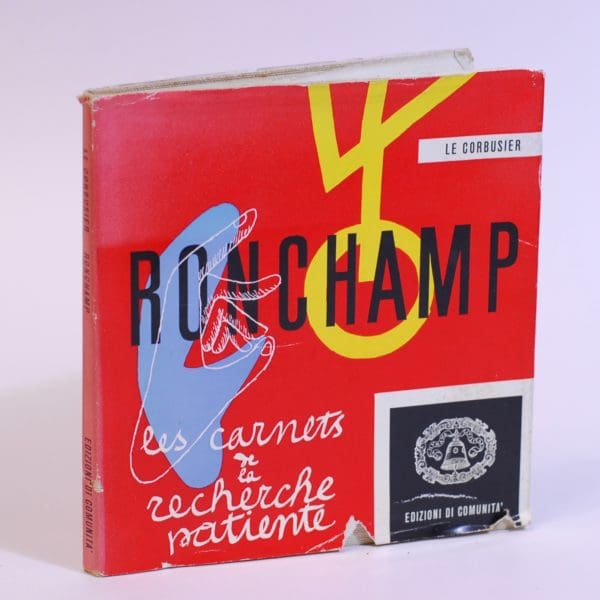 LE CORBUSIER
RONCHAMP
les carnets
de
la
recherche
patiente
EDIZIONI DI COMUNITA'
LE CORBUSIER RONCHAMP EDIZIONI DI COMUNITA'